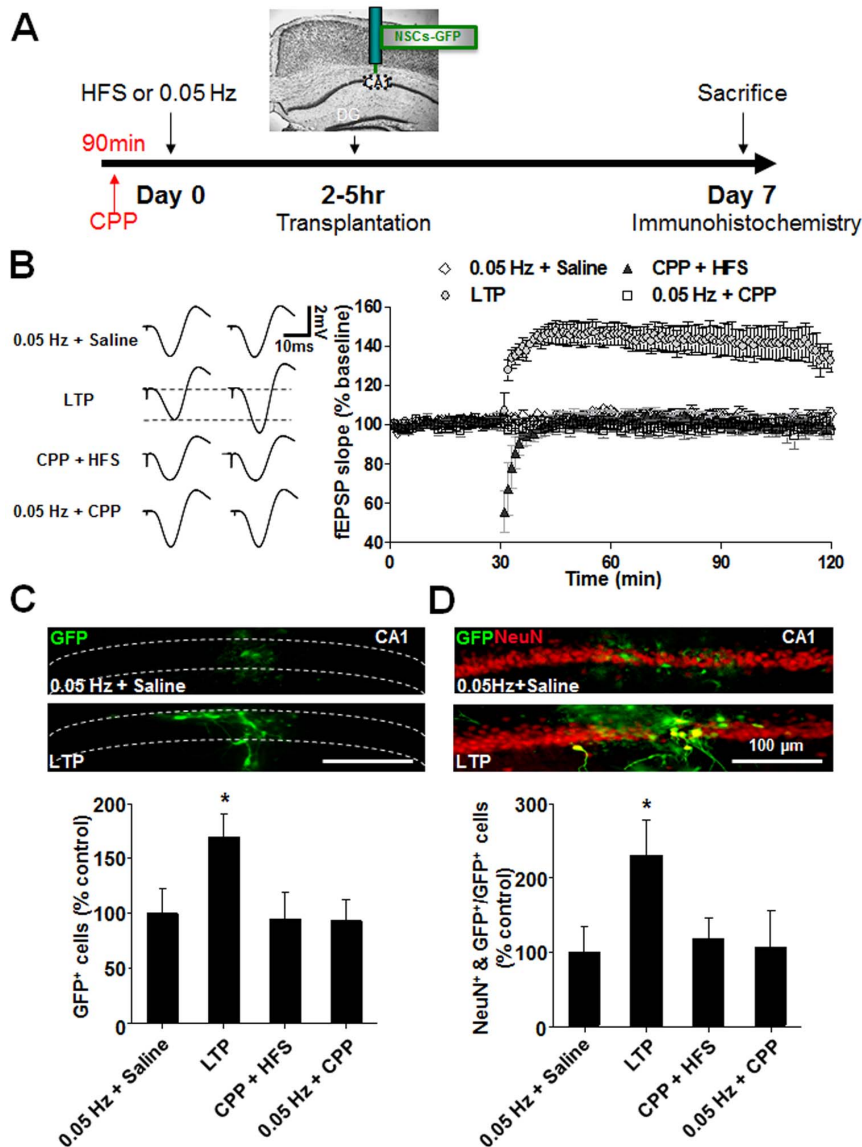 A
NSCs-GFP
CA1
DG
HFS or 0.05 Hz
Sacrifice
90min
CPP
Day 0
2-5hr
Day 7
Transplantation
Immunohistochemistry
B
0.05 Hz + Saline
CPP + HFS
LTP
0.05 Hz + CPP
0.05 Hz + Saline
LTP
CPP + HFS
0.05 Hz + CPP
2mV
10ms
fEPSP slope (% baseline)
160
140
120
100
80
60
40
0
30
60
90
120
Time (min)
C
GFP
CA1
0.05 Hz + Saline
LTP
GFP+ cells (% control)
200
150
100
50
0
*
0.05 Hz + Saline
LTP
CPP + HFS
0.05 Hz + CPP
D
GFPNeuN
CA1
0.05Hz+Saline
LTP
100 µm
NeuN+ & GFP+/GFP+ cells
(% control)
300
200
100
0
*
0.05 Hz + Saline
LTP
CPP + HFS
0.05 Hz + CPP